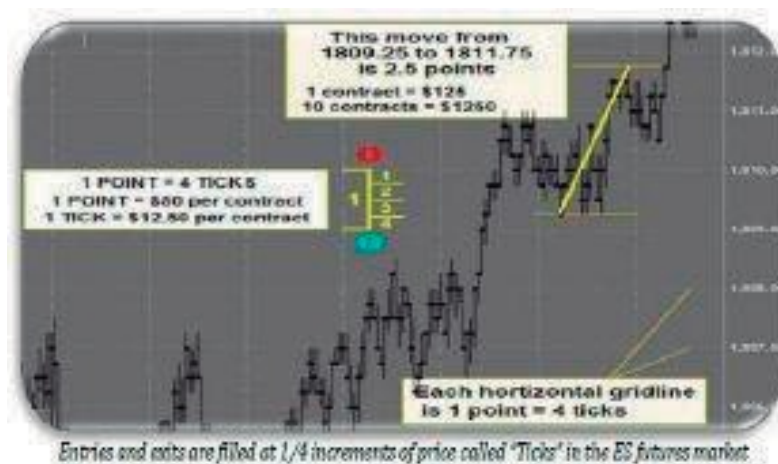 This move from
1809.25 to 1811.75
is 2.5 points
1 contract = $125
10 contracts = $1250
1 POINT = 4 TICKS
1 POINT = $50 per contract
1 TICK = $12.50 per contract
1
1
2
3
4
Each hortizontal gridline
is 1 point = 4 ticks
Entries and exits are filled at 1/4 increments of price called "Ticks" in the ES futures market